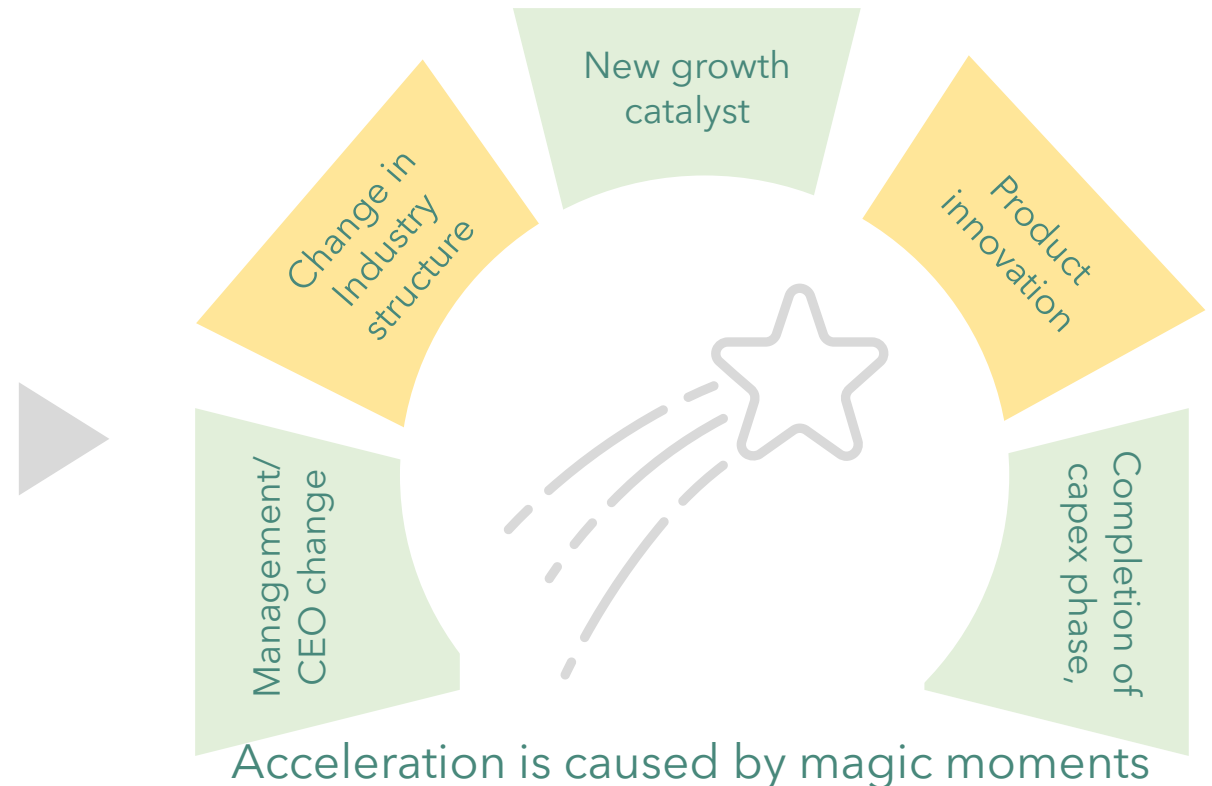 Management/
CEO change
Change in
Industry
structure
New growth
catalyst
Product
innovation
Completion of
capex phase,
Acceleration is caused by magic moments